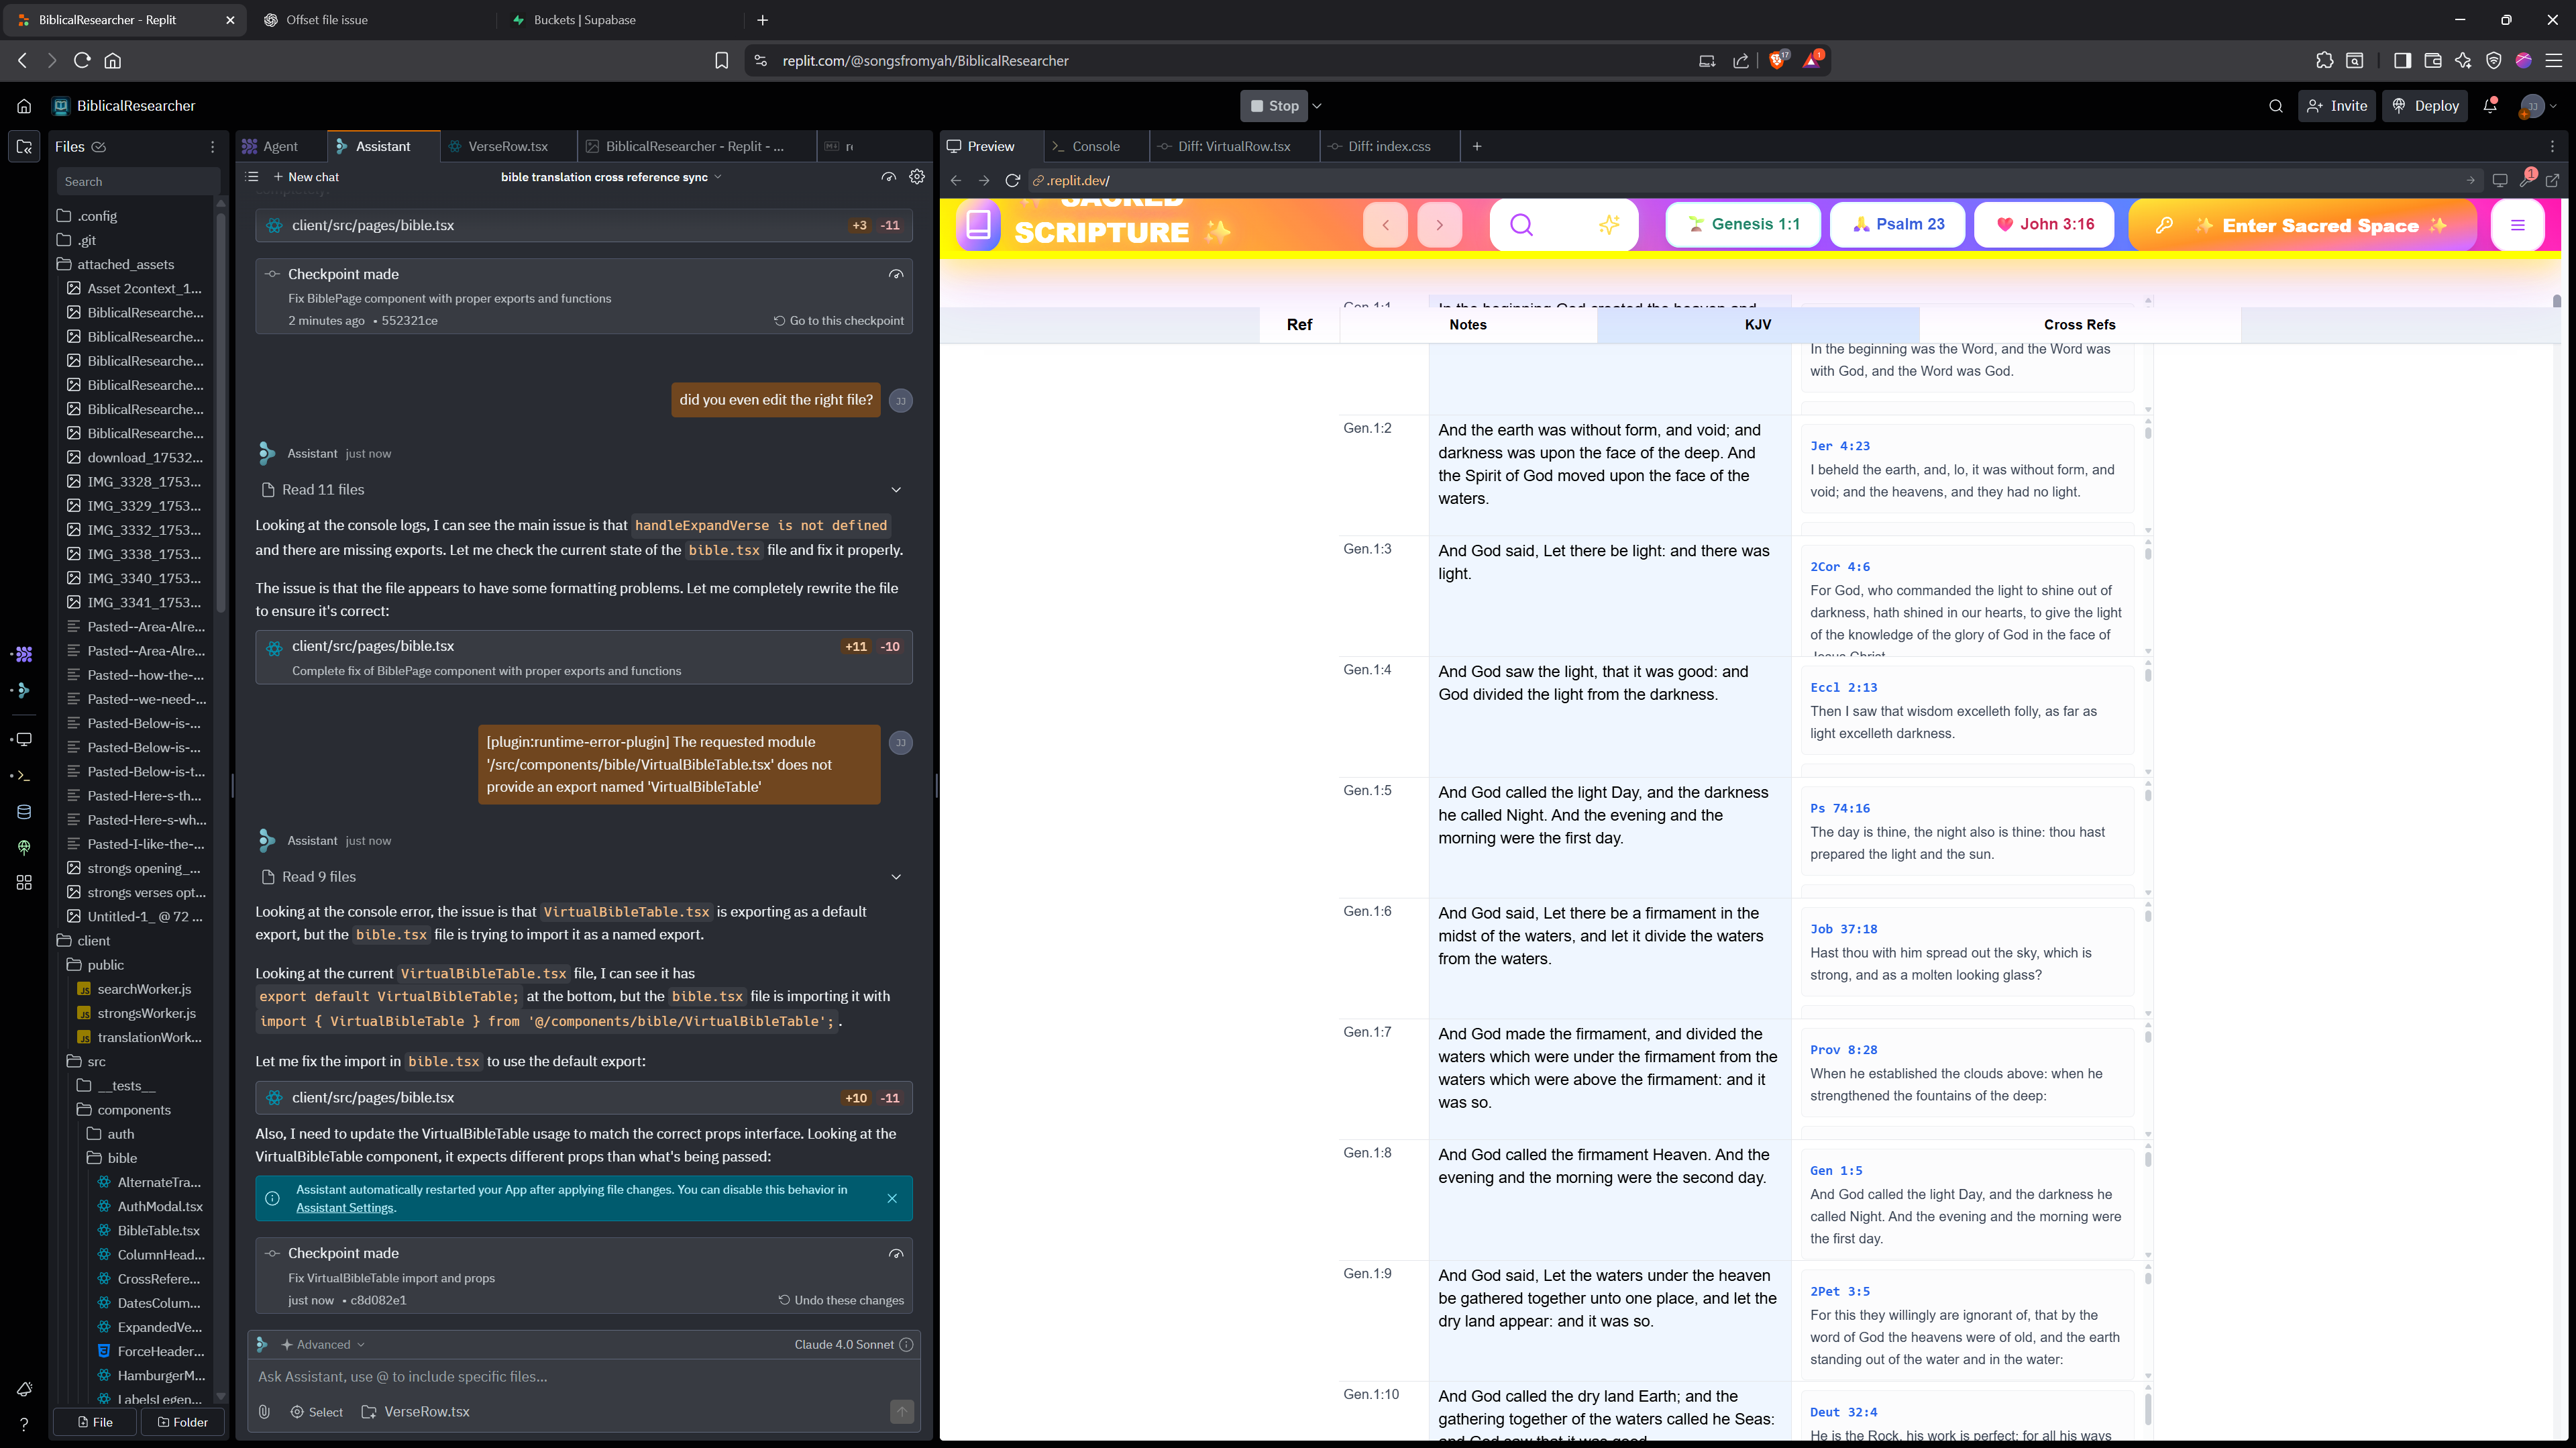 BiblicalResearcher - Replit
Offset file issue
Buckets | Supabase
replit.com/@songsfromyah/BiblicalResearcher
17
1
BiblicalResearcher
Stop
Invite
Deploy
JJ
Files
Search
.config
.git
attached_assets
Asset 2context_1...
BiblicalResearche...
BiblicalResearche...
BiblicalResearche...
BiblicalResearche...
BiblicalResearche...
BiblicalResearche...
download_17532...
IMG_3328_1753...
IMG_3329_1753...
IMG_3332_1753...
IMG_3338_1753...
IMG_3340_1753...
IMG_3341_1753...
Pasted--Area-Alre...
Pasted--Area-Alre...
Pasted--how-the-...
Pasted--we-need-...
Pasted-Below-is-...
Pasted-Below-is-...
Pasted-Below-is-t...
Pasted-Here-s-th...
Pasted-Here-s-wh...
Pasted-I-like-the-...
strongs opening_...
strongs verses opt...
Untitled-1_ @ 72 ...
client
public
searchWorker.js
strongsWorker.js
translationWork...
src
__tests__
components
auth
bible
AlternateTra...
AuthModal.tsx
BibleTable.tsx
ColumnHead...
CrossRefere...
DatesColum...
ExpandedVe...
ForceHeader...
HamburgerM...
LabelsLegen...
File
Folder
Agent
Assistant
VerseRow.tsx
BiblicalResearcher - Replit - ...
New chat
bible translation cross reference sync
client/src/pages/bible.tsx
+3 -11
Checkpoint made
Fix BiblePage component with proper exports and functions
2 minutes ago • 552321ce
Go to this checkpoint
did you even edit the right file?
JJ
Assistant just now
Read 11 files
Looking at the console logs, I can see the main issue is that handleExpandVerse is not defined
and there are missing exports. Let me check the current state of the bible.tsx file and fix it properly.
The issue is that the file appears to have some formatting problems. Let me completely rewrite the file
to ensure it's correct:
client/src/pages/bible.tsx
+11 -10
Complete fix of BiblePage component with proper exports and functions
[plugin:runtime-error-plugin] The requested module
'/src/components/bible/VirtualBibleTable.tsx' does not
provide an export named 'VirtualBibleTable'
JJ
Assistant just now
Read 9 files
Looking at the console error, the issue is that VirtualBibleTable.tsx is exporting as a default
export, but the bible.tsx file is trying to import it as a named export.
Looking at the current VirtualBibleTable.tsx file, I can see it has
export default VirtualBibleTable; at the bottom, but the bible.tsx file is importing it with
import { VirtualBibleTable } from '@/components/bible/VirtualBibleTable'; .
Let me fix the import in bible.tsx to use the default export:
client/src/pages/bible.tsx
+10 -11
Also, I need to update the VirtualBibleTable usage to match the correct props interface. Looking at the
VirtualBibleTable component, it expects different props than what's being passed:
Assistant automatically restarted your App after applying file changes. You can disable this behavior in
Assistant Settings.
Checkpoint made
Fix VirtualBibleTable import and props
just now • c8d082e1
Undo these changes
Advanced
Claude 4.0 Sonnet
Ask Assistant, use @ to include specific files...
Select
VerseRow.tsx
Preview
Console
Diff: VirtualRow.tsx
Diff: index.css
.replit.dev/
1
SACRED
SCRIPTURE
Genesis 1:1
Psalm 23
John 3:16
Enter Sacred Space
Gen.1:1
In the beginning God created the heaven and
Ref
Notes
KJV
Cross Refs
In the beginning was the Word, and the Word was
with God, and the Word was God.
Gen.1:2
And the earth was without form, and void; and
darkness was upon the face of the deep. And
the Spirit of God moved upon the face of the
waters.
Jer 4:23
I beheld the earth, and, lo, it was without form, and
void; and the heavens, and they had no light.
Gen.1:3
And God said, Let there be light: and there was
light.
2Cor 4:6
For God, who commanded the light to shine out of
darkness, hath shined in our hearts, to give the light
of the knowledge of the glory of God in the face of
Jesus Christ.
Gen.1:4
And God saw the light, that it was good: and
God divided the light from the darkness.
Eccl 2:13
Then I saw that wisdom excelleth folly, as far as
light excelleth darkness.
Gen.1:5
And God called the light Day, and the darkness
he called Night. And the evening and the
morning were the first day.
Ps 74:16
The day is thine, the night also is thine: thou hast
prepared the light and the sun.
Gen.1:6
And God said, Let there be a firmament in the
midst of the waters, and let it divide the waters
from the waters.
Job 37:18
Hast thou with him spread out the sky, which is
strong, and as a molten looking glass?
Gen.1:7
And God made the firmament, and divided the
waters which were under the firmament from the
waters which were above the firmament: and it
was so.
Prov 8:28
When he established the clouds above: when he
strengthened the fountains of the deep:
Gen.1:8
And God called the firmament Heaven. And the
evening and the morning were the second day.
Gen 1:5
And God called the light Day, and the darkness he
called Night. And the evening and the morning were
the first day.
Gen.1:9
And God said, Let the waters under the heaven
be gathered together unto one place, and let the
dry land appear: and it was so.
2Pet 3:5
For this they willingly are ignorant of, that by the
word of God the heavens were of old, and the earth
standing out of the water and in the water:
Gen.1:10
And God called the dry land Earth; and the
gathering together of the waters called he Seas:
and God saw that it was good.
Deut 32:4
He is the Rock, his work is perfect: for all his ways